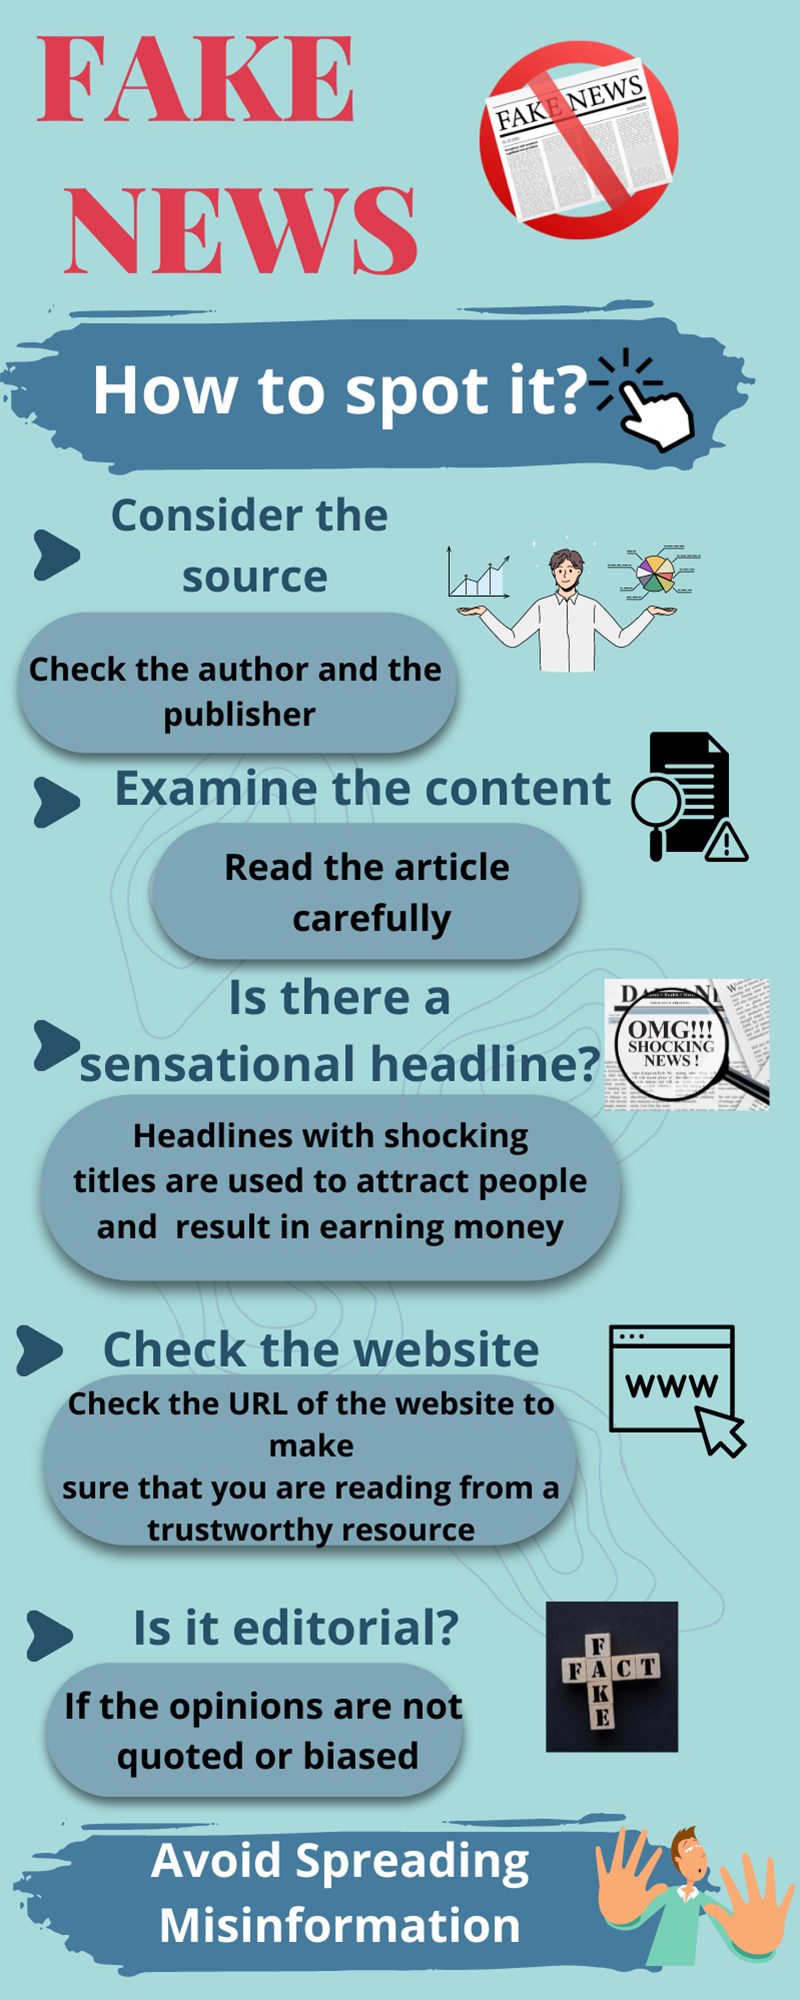 FAKE
NEWS
FAKE NEWS
How to spot it?
Consider the
source
Check the author and the
publisher
Examine the content
Read the article
carefully
Is there a
sensational headline?
OMG!!!
SHOCKING
NEWS !
Headlines with shocking
titles are used to attract people
and  result in earning money
Check the website
WWW
Check the URL of the website to
make
sure that you are reading from a
trustworthy resource
Is it editorial?
FACT
FAKE
If the opinions are not
quoted or biased
Avoid Spreading
Misinformation